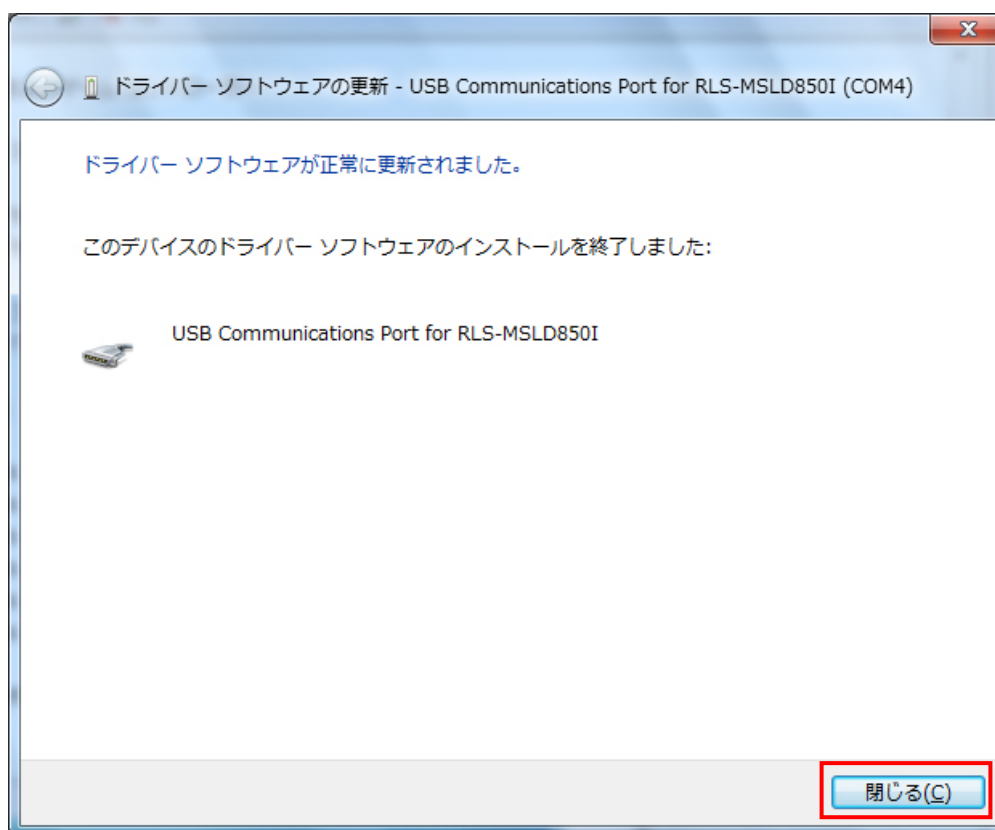 ドライバー ソフトウェアの更新 - USB Communications Port for RLS-MSLD850I (COM4)
ドライバー ソフトウェアが正常に更新されました。
このデバイスのドライバー ソフトウェアのインストールを終了しました:
USB Communications Port for RLS-MSLD850I
閉じる(C)